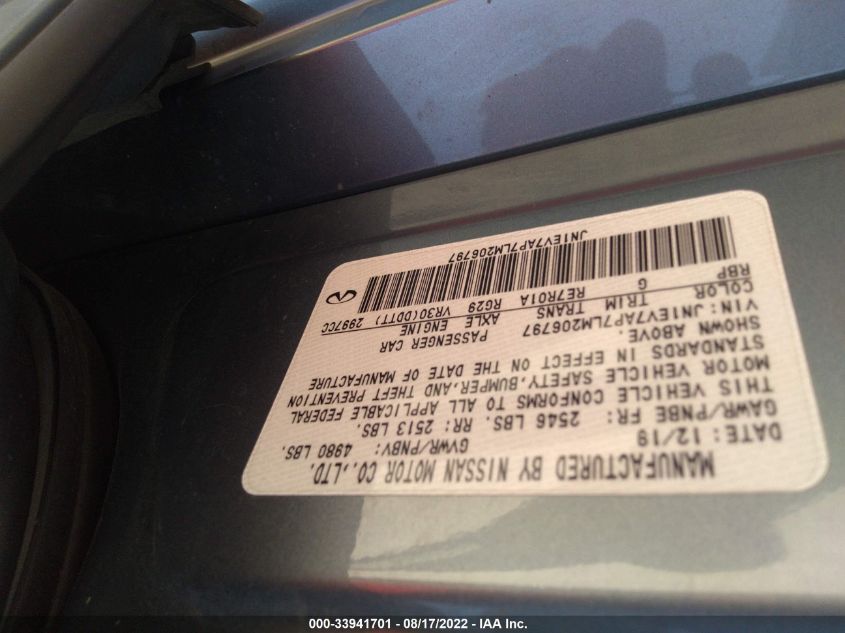 MANUFACTURED BY NISSAN MOTOR CO.,LTD.
DATE: 12/19 GVWR/PNBV: 4980 LBS.
GAWR/PNBE FR: 2546 LBS. RR: 2513 LBS.
THIS VEHICLE CONFORMS TO ALL APPLICABLE FEDERAL
MOTOR VEHICLE SAFETY,BUMPER,AND THEFT PREVENTION
STANDARDS IN EFFECT ON THE DATE OF MANUFACTURE
SHOWN ABOVE.
VIN: JN1EV7AP7LM206797 PASSENGER CAR
COLOR TRIM TRANS AXLE ENGINE
RBP G RE7R01A RG29 VR30(DDTT) 2997CC
JN1EV7AP7LM206797
000-33941701 - 08/17/2022 - IAA Inc.